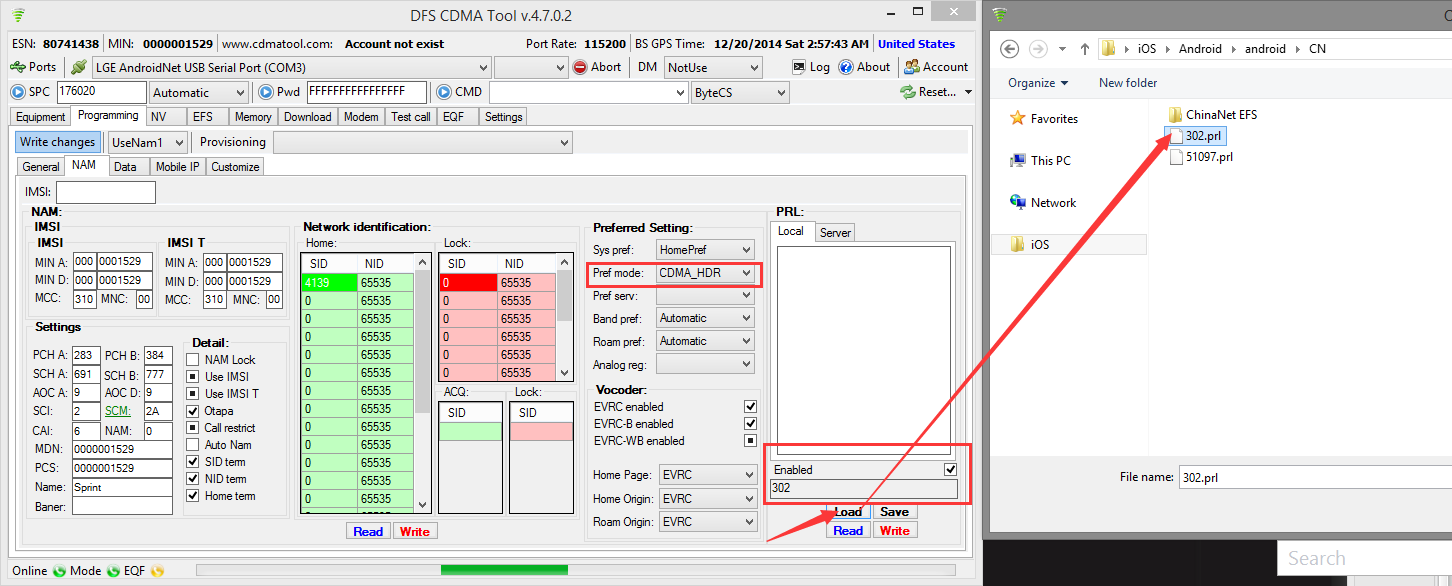 DFS CDMA Tool v.4.7.0.2
ESN: 80741438 MIN: 0000001529 www.cdmatool.com: Account not exist Port Rate: 115200 BS GPS Time: 12/20/2014 Sat 2:57:43 AM United States
Ports LGE AndroidNet USB Serial Port (COM3) Abort DM NotUse Log About Account
SPC 176020 Automatic Pwd FFFFFFFFFFFFFFFF CMD ByteCS Reset...
Equipment Programming NV EFS Memory Download Modem Test call EQF Settings
Write changes UseNam1 Provisioning
General NAM Data Mobile IP Customize
IMSI:
NAM:
IMSI
IMSI
MIN A: 000 0001529
MIN D: 000 0001529
MCC: 310 MNC: 00
IMSI T
MIN A: 000 0001529
MIN D: 000 0001529
MCC: 310 MNC: 00
Settings
PCH A: 283 PCH B: 384
SCH A: 691 SCH B: 777
AOC A: 9 AOC D: 9
SCI: 2 SCM: 2A
CAI: 6 NAM: 0
MDN: 0000001529
PCS: 0000001529
Name: Sprint
Baner:
Detail:
NAM Lock
Use IMSI
Use IMSI T
Otapa
Call restrict
Auto Nam
SID term
NID term
Home term
Network identification:
Home:
SID NID
4139 65535
0 65535
0 65535
0 65535
0 65535
0 65535
0 65535
0 65535
0 65535
0 65535
0 65535
0 65535
0 65535
Lock:
SID NID
0 65535
0 65535
0 65535
0 65535
0 65535
0 65535
ACQ:
SID
Lock:
SID
Read Write
Preferred Setting:
Sys pref: HomePref
Pref mode: CDMA_HDR
Pref serv:
Band pref: Automatic
Roam pref: Automatic
Analog reg:
Vocoder:
EVRC enabled
EVRC-B enabled
EVRC-WB enabled
Home Page: EVRC
Home Origin: EVRC
Roam Origin: EVRC
PRL:
Local Server
Enabled
302
Load Save
Read Write
Online Mode EQF
iOS Android android CN
Organize New folder
Favorites
This PC
Network
iOS
ChinaNet EFS
302.prl
51097.prl
File name: 302.prl
Search